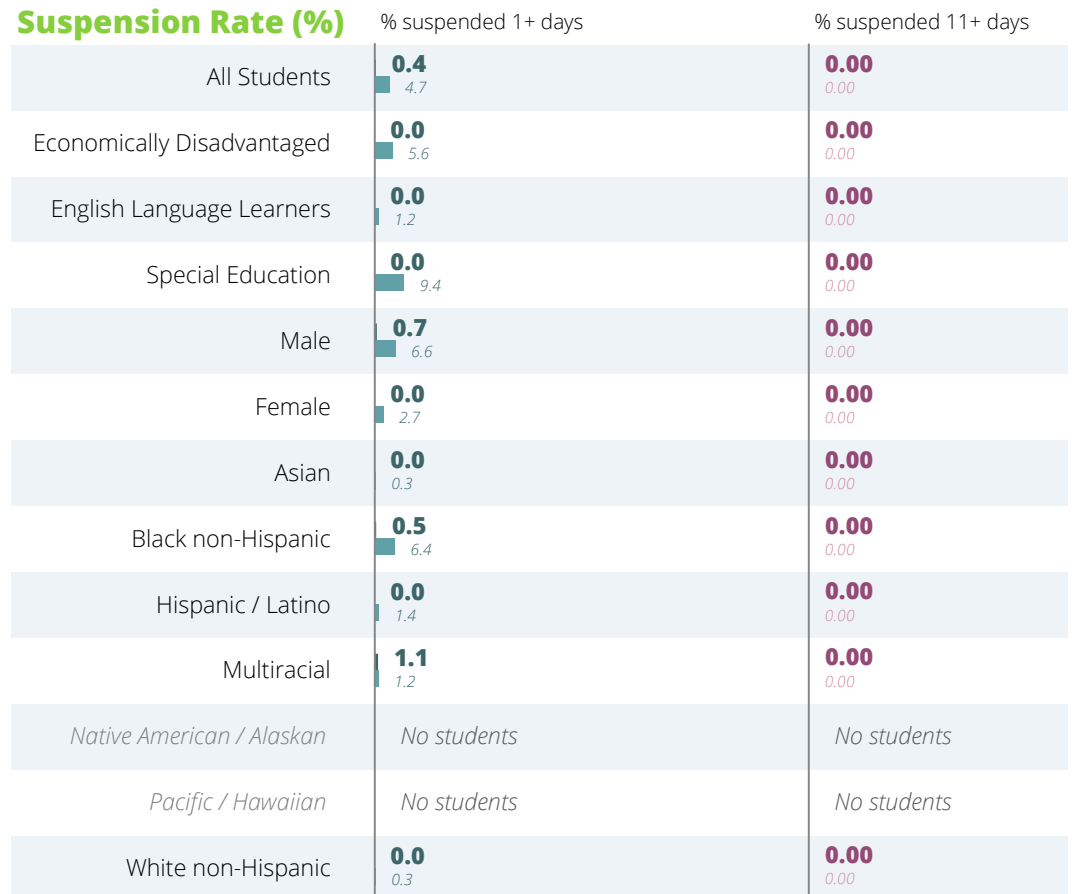 Suspension Rate (%) % suspended 1+ days % suspended 11+ days
All Students 0.4 0.00
4.7 0.00
Economically Disadvantaged 0.0 0.00
5.6 0.00
English Language Learners 0.0 0.00
1.2 0.00
Special Education 0.0 0.00
9.4 0.00
Male 0.7 0.00
6.6 0.00
Female 0.0 0.00
2.7 0.00
Asian 0.0 0.00
0.3 0.00
Black non-Hispanic 0.5 0.00
6.4 0.00
Hispanic / Latino 0.0 0.00
1.4 0.00
Multiracial 1.1 0.00
1.2 0.00
Native American / Alaskan No students No students
Pacific / Hawaiian No students No students
White non-Hispanic 0.0 0.00
0.3 0.00